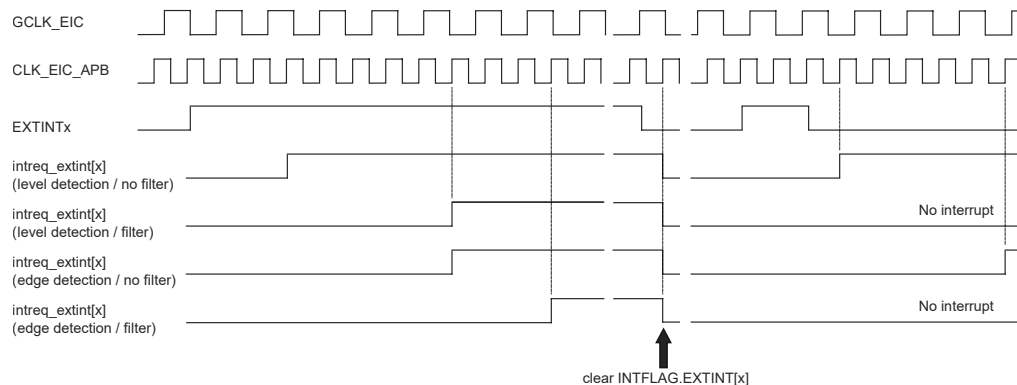 GCLK_EIC
CLK_EIC_APB
EXTINTx
intreq_extint[x]
(level detection / no filter)
intreq_extint[x]
(level detection / filter)
No interrupt
intreq_extint[x]
(edge detection / no filter)
intreq_extint[x]
(edge detection / filter)
No interrupt
clear INTFLAG.EXTINT[x]